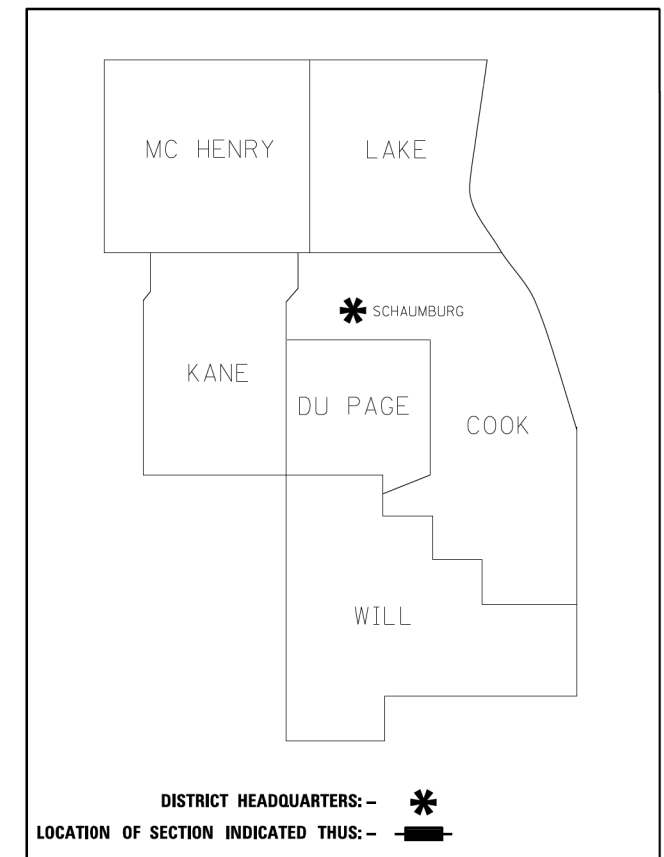 MC HENRY
LAKE
SCHAUMBURG
KANE
DU PAGE
COOK
WILL
DISTRICT HEADQUARTERS: –
LOCATION OF SECTION INDICATED THUS: –